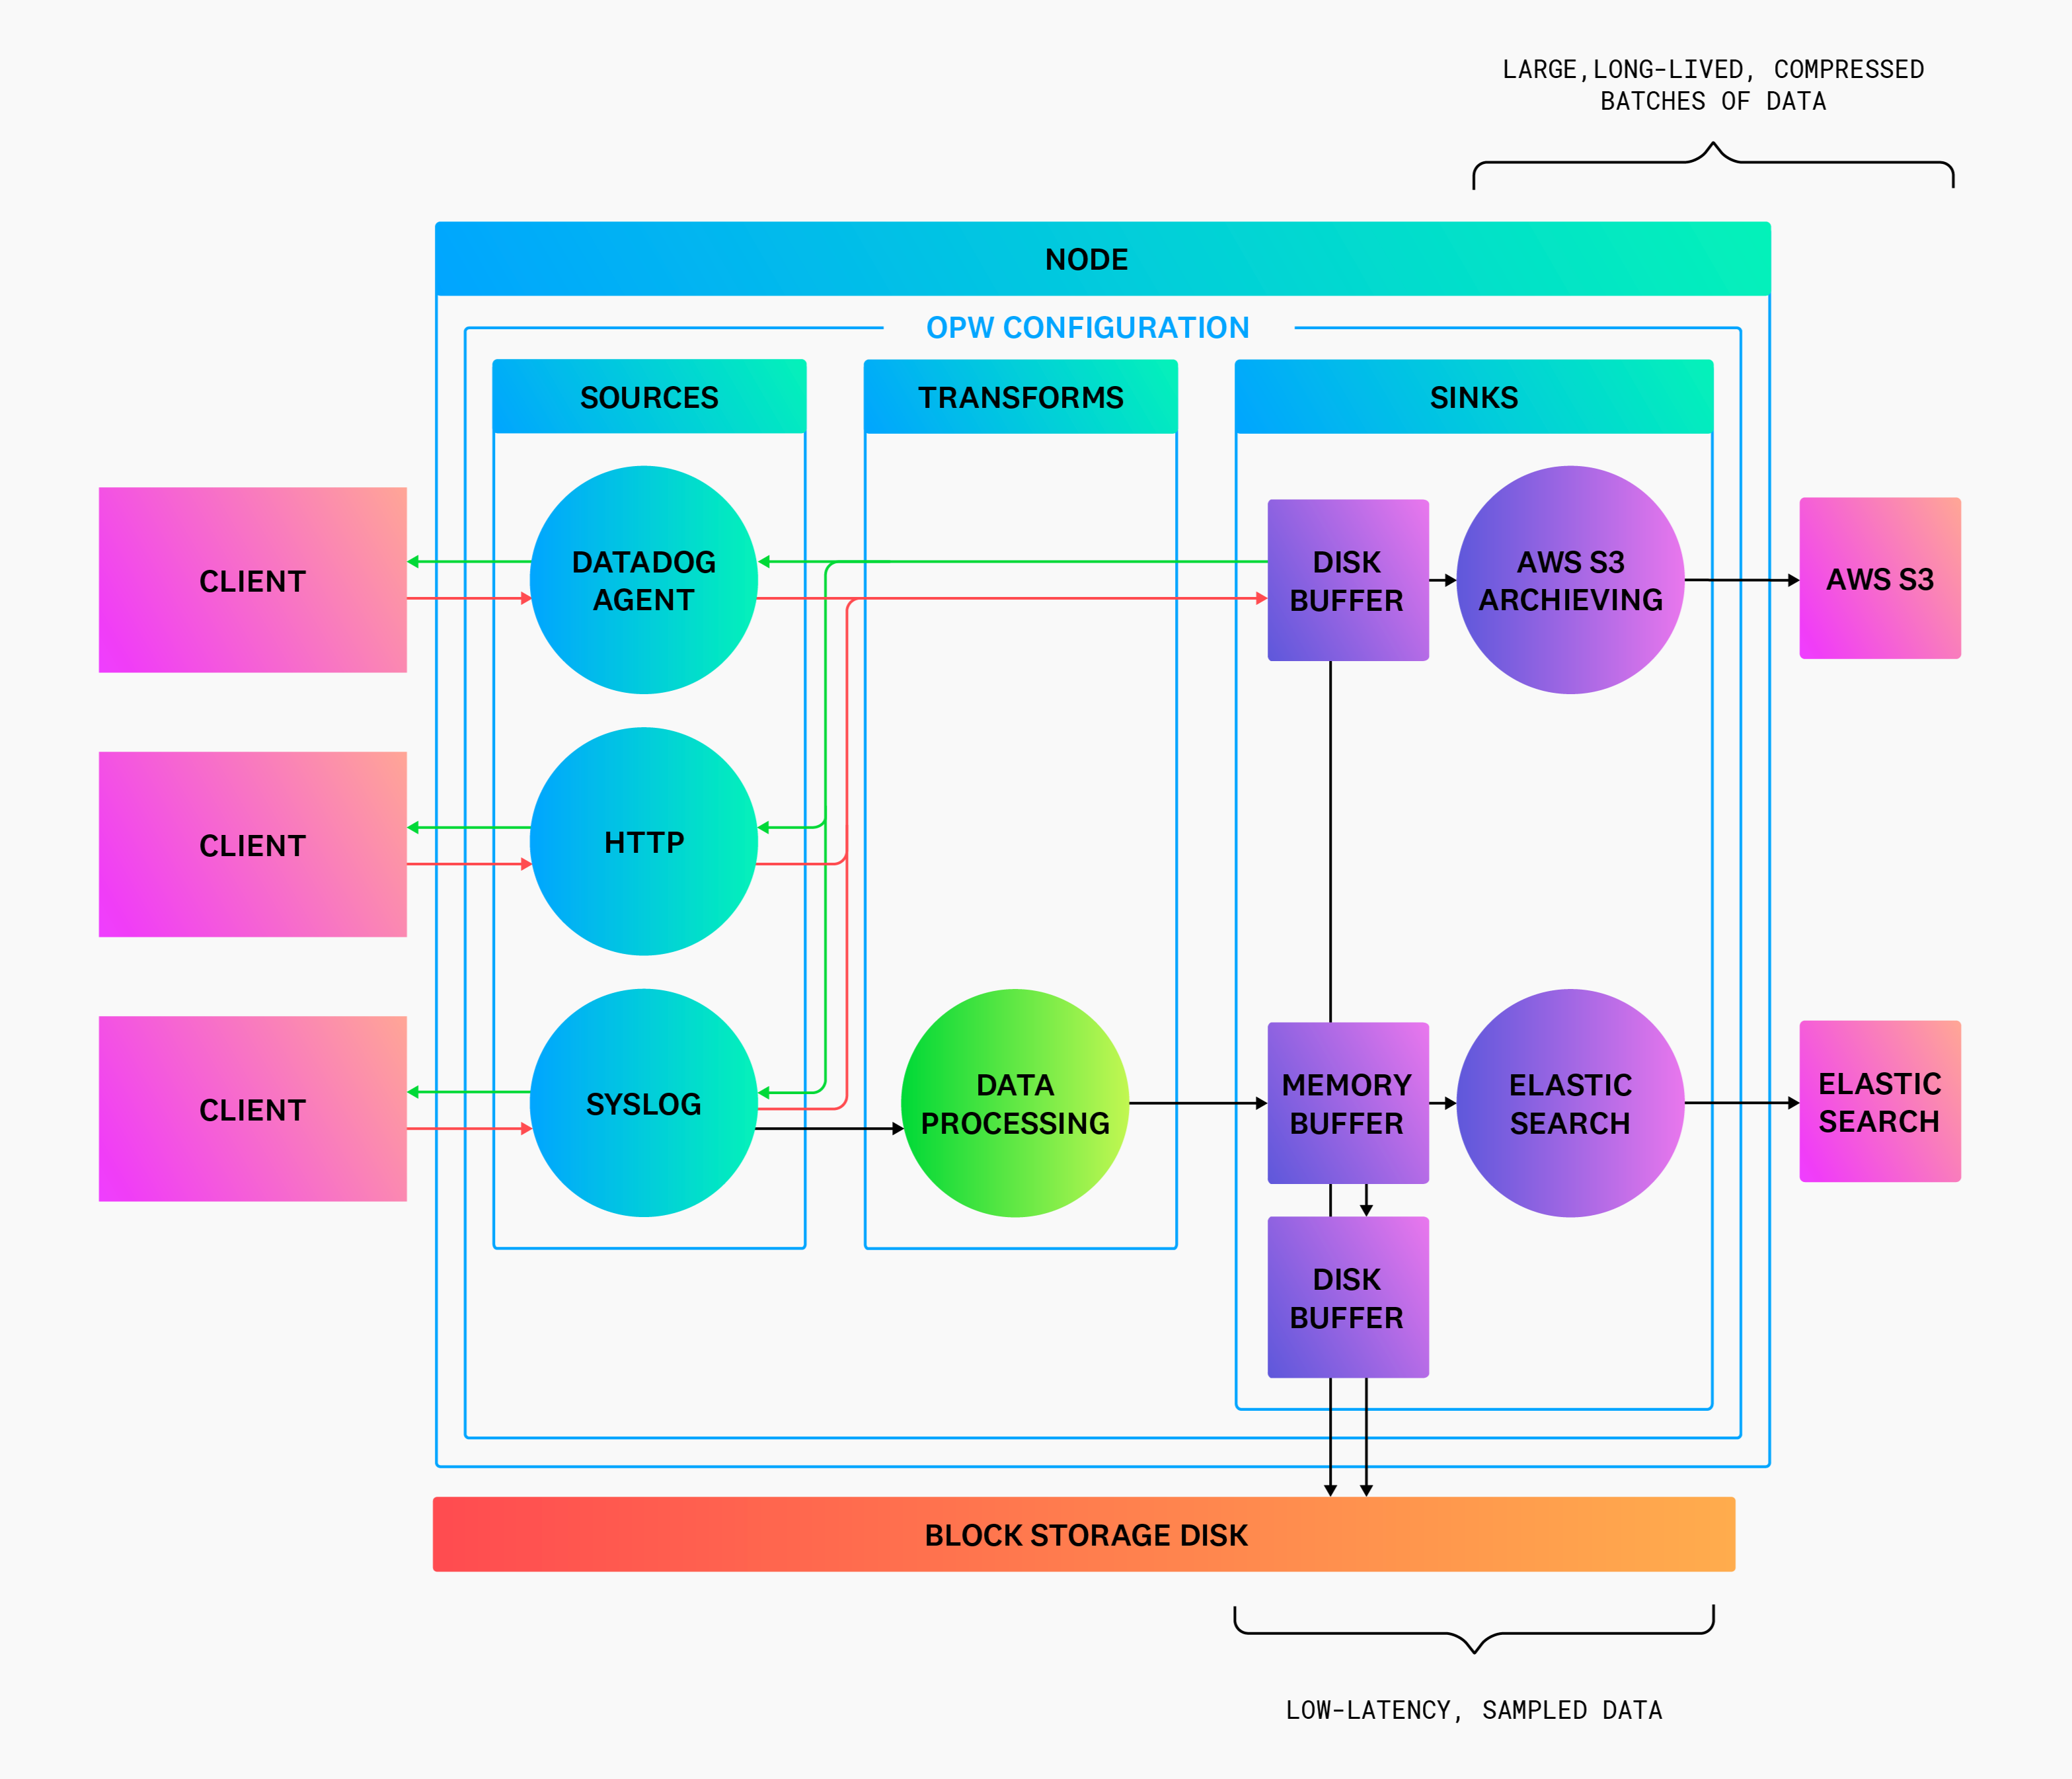 LARGE,LONG-LIVED, COMPRESSED
BATCHES OF DATA
NODE
OPW CONFIGURATION
SOURCES
TRANSFORMS
SINKS
CLIENT
DATADOG
AGENT
DISK
BUFFER
AWS S3
ARCHIEVING
AWS S3
CLIENT
HTTP
CLIENT
SYSLOG
DATA
PROCESSING
MEMORY
BUFFER
ELASTIC
SEARCH
ELASTIC
SEARCH
DISK
BUFFER
BLOCK STORAGE DISK
LOW-LATENCY, SAMPLED DATA